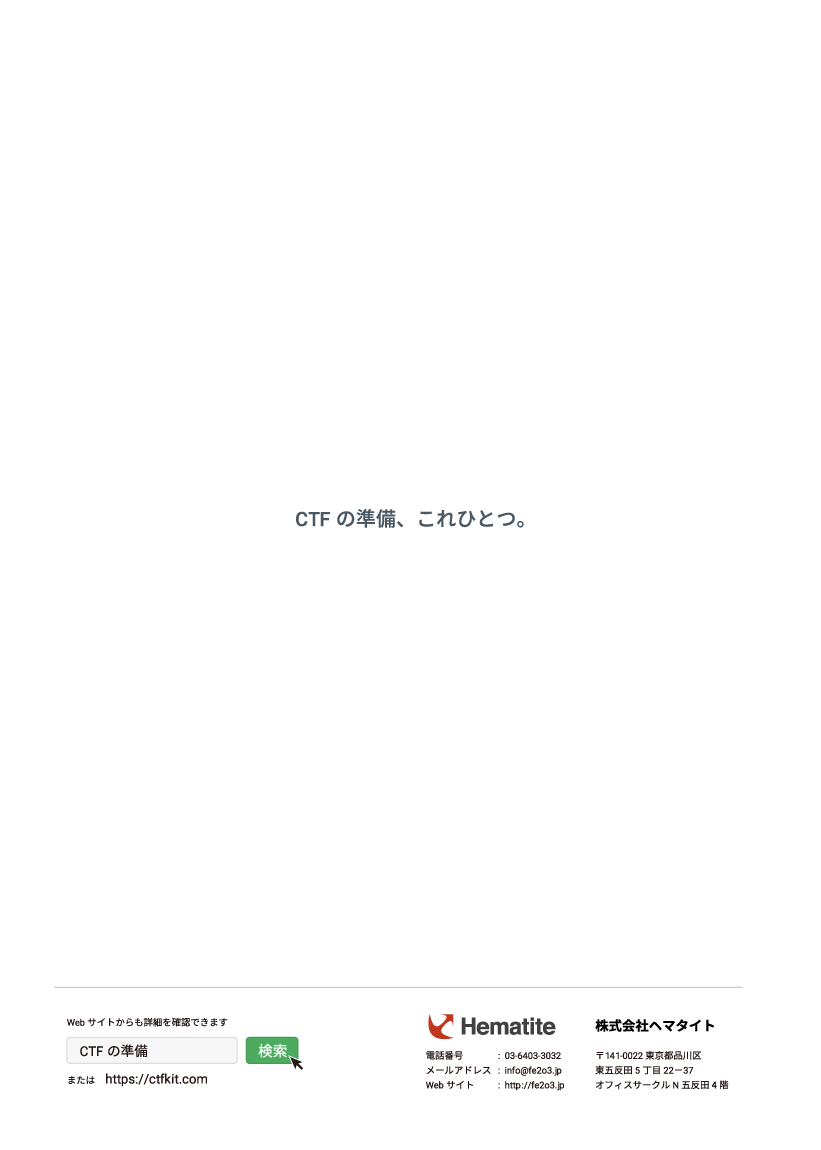 CTF の準備、これひとつ。
Web サイトからも詳細を確認できます
CTF の準備
検索
または https://ctfkit.com
Hematite
電話番号 : 03-6403-3032
メールアドレス : info@fe2o3.jp
Web サイト : http://fe2o3.jp
株式会社ヘマタイト
〒141-0022 東京都品川区
東五反田 5 丁目 22−37
オフィスサークル N 五反田 4 階